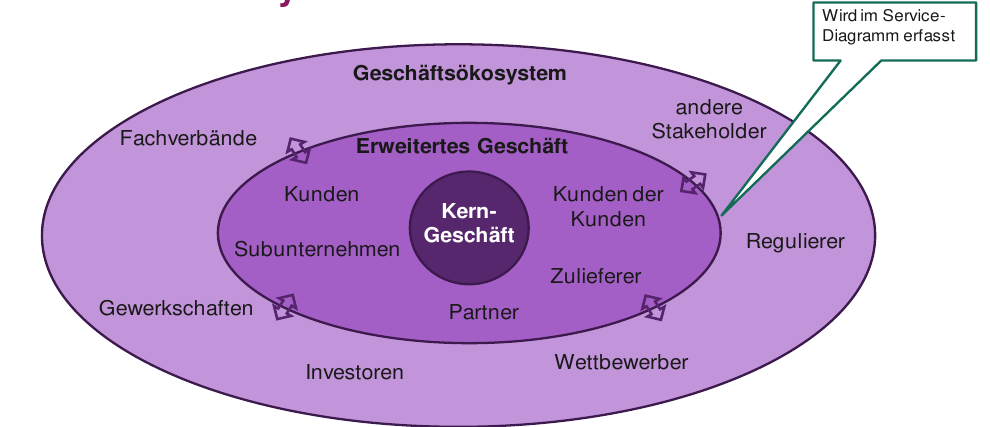 Wird im Service-
Diagramm erfasst
Geschäftsökosystem
andere
Stakeholder
Fachverbände
Erweitertes Geschäft
Kunden
Kunden der
Kunden
Kern-
Geschäft
Subunternehmen
Regulierer
Zulieferer
Gewerkschaften
Partner
Investoren
Wettbewerber